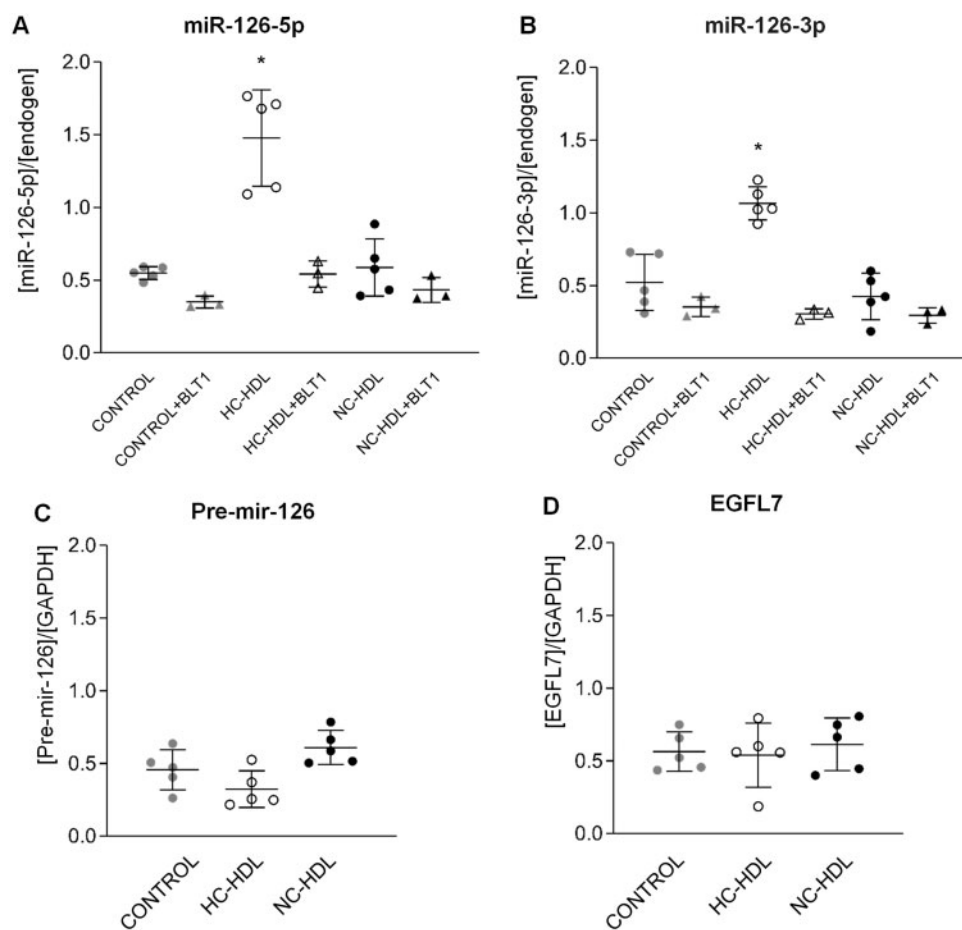 A
miR-126-5p
[miR-126-5p]/[endogen]
2.0
*
1.5
1.0
0.5
0.0
CONTROL
CONTROL+BLT1
HC-HDL
HC-HDL+BLT1
NC-HDL
NC-HDL+BLT1
B
miR-126-3p
[miR-126-3p]/[endogen]
2.0
1.5
*
1.0
0.5
0.0
CONTROL
CONTROL+BLT1
HC-HDL
HC-HDL+BLT1
NC-HDL
NC-HDL+BLT1
C
Pre-mir-126
[Pre-mir-126]/[GAPDH]
2.0
1.5
1.0
0.5
0.0
CONTROL
HC-HDL
NC-HDL
D
EGFL7
[EGFL7]/[GAPDH]
2.0
1.5
1.0
0.5
0.0
CONTROL
HC-HDL
NC-HDL